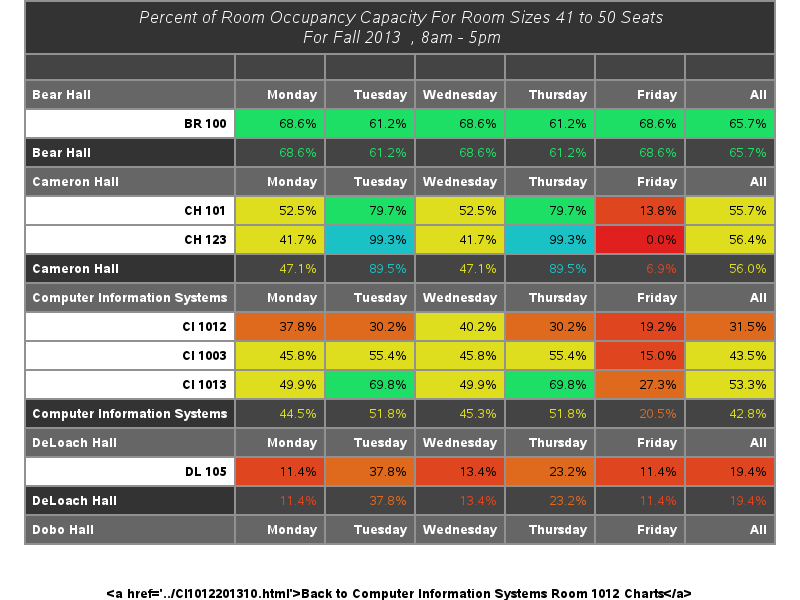 Percent of Room Occupancy Capacity For Room Sizes 41 to 50 Seats
For Fall 2013  , 8am - 5pm
Bear Hall Monday Tuesday Wednesday Thursday Friday All
BR 100 68.6% 61.2% 68.6% 61.2% 68.6% 65.7%
Bear Hall 68.6% 61.2% 68.6% 61.2% 68.6% 65.7%
Cameron Hall Monday Tuesday Wednesday Thursday Friday All
CH 101 52.5% 79.7% 52.5% 79.7% 13.8% 55.7%
CH 123 41.7% 99.3% 41.7% 99.3% 0.0% 56.4%
Cameron Hall 47.1% 89.5% 47.1% 89.5% 6.9% 56.0%
Computer Information Systems Monday Tuesday Wednesday Thursday Friday All
CI 1012 37.8% 30.2% 40.2% 30.2% 19.2% 31.5%
CI 1003 45.8% 55.4% 45.8% 55.4% 15.0% 43.5%
CI 1013 49.9% 69.8% 49.9% 69.8% 27.3% 53.3%
Computer Information Systems 44.5% 51.8% 45.3% 51.8% 20.5% 42.8%
DeLoach Hall Monday Tuesday Wednesday Thursday Friday All
DL 105 11.4% 37.8% 13.4% 23.2% 11.4% 19.4%
DeLoach Hall 11.4% 37.8% 13.4% 23.2% 11.4% 19.4%
Dobo Hall Monday Tuesday Wednesday Thursday Friday All
<a href='../CI1012201310.html'>Back to Computer Information Systems Room 1012 Charts</a>